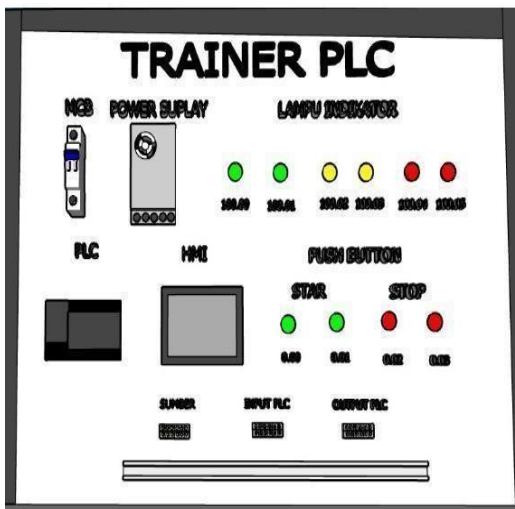 TRAINER PLC
MCB POWER SUPLAY LAMPU INDIKATOR
100.00 100.01 100.02 100.03 100.04 100.05
PLC HMI PUSH BUTTON
STAR STOP
0.00 0.01 0.02 0.03
SUMBER INPUT PLC OUTPUT PLC